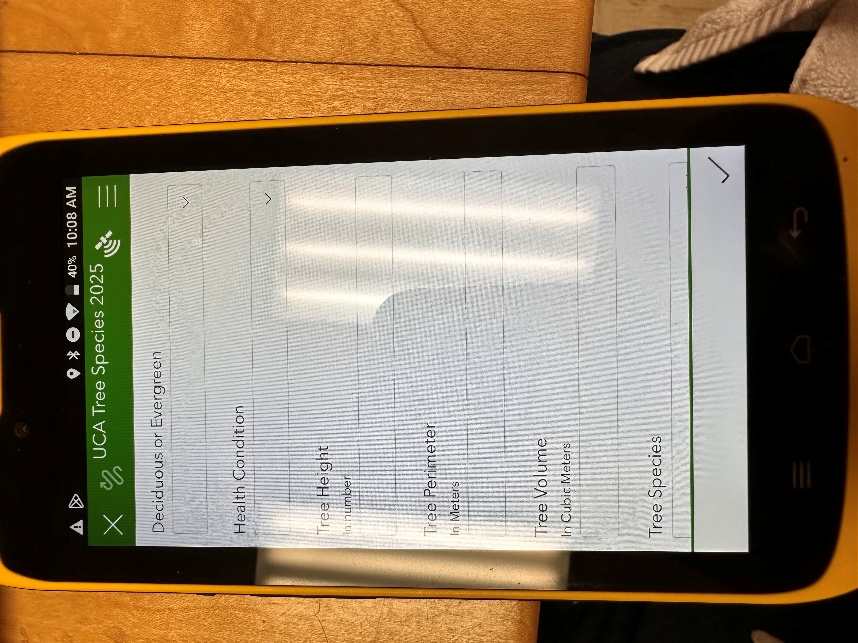 40% 10:08 AM
UCA Tree Species 2025
Deciduous or Evergreen
Health Condition
Tree Height
In number
Tree Perimeter
In Meters
Tree Volume
In Cubic Meters
Tree Species